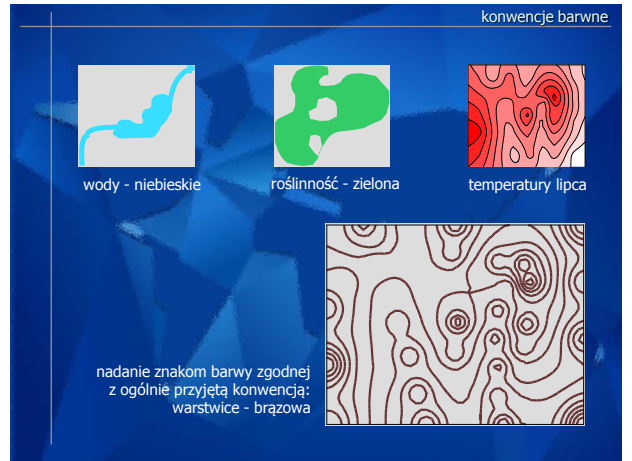 konwencje barwne
wody - niebieskie
roślinność - zielona
temperatury lipca
nadanie znakom barwy zgodnej
z ogólnie przyjętą konwencją:
warstwice - brązowa